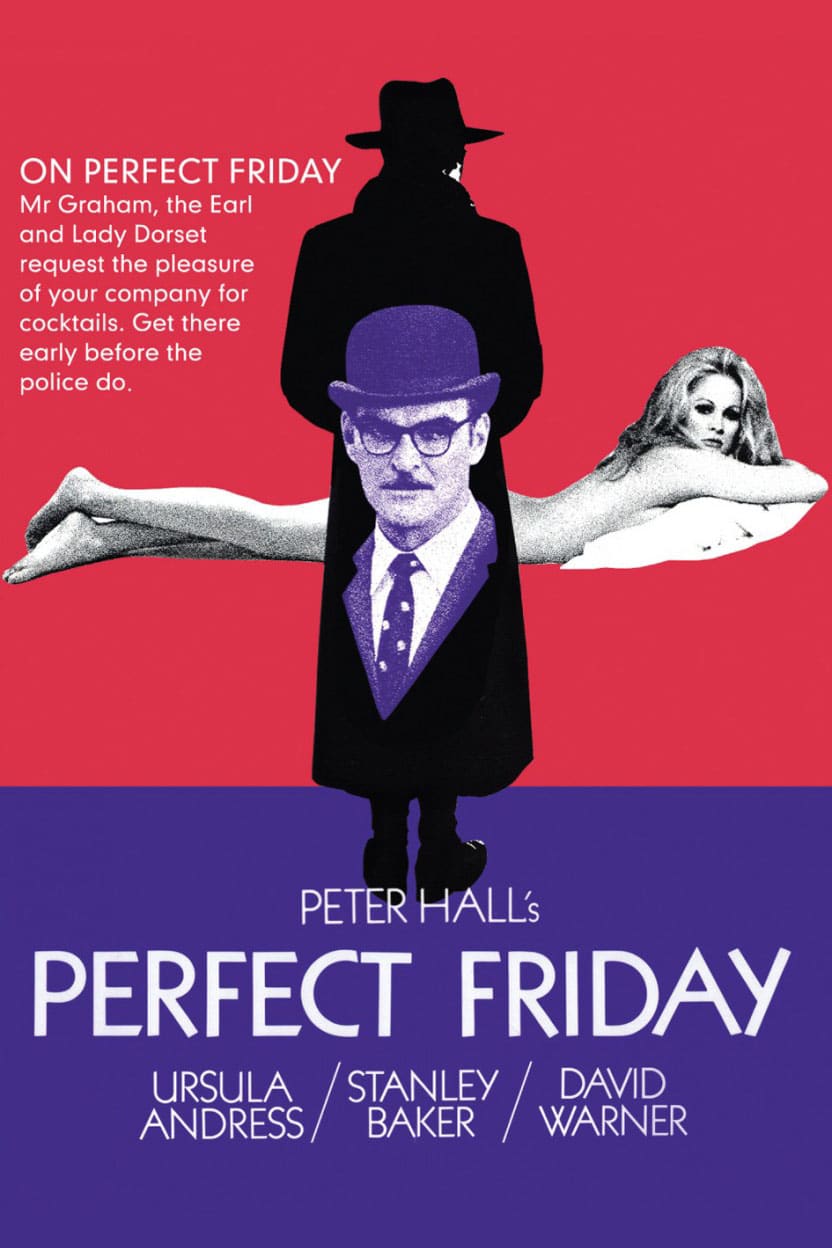 ON PERFECT FRIDAY
Mr Graham, the Earl
and Lady Dorset
request the pleasure
of your company for
cocktails. Get there
early before the
police do.
PETER HALL's
PERFECT FRIDAY
URSULA ANDRESS / STANLEY BAKER / DAVID WARNER